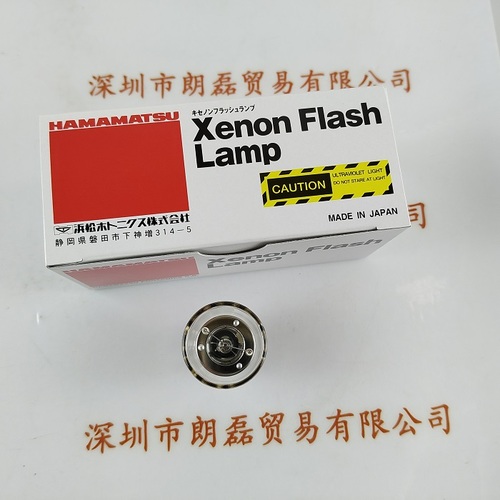 深圳市朗磊贸易有限公司
HAMAMATSU
キセノンフラッシュランプ
Xenon Flash
Lamp
CAUTION
ULTRAVIOLET LIGHT
DO NOT STARE AT LIGHT
浜松ホトニクス株式会社
静岡県磐田市下神増314-5
MADE IN JAPAN
Xenon Flash
Lamp
深圳市朗磊贸易有限公司